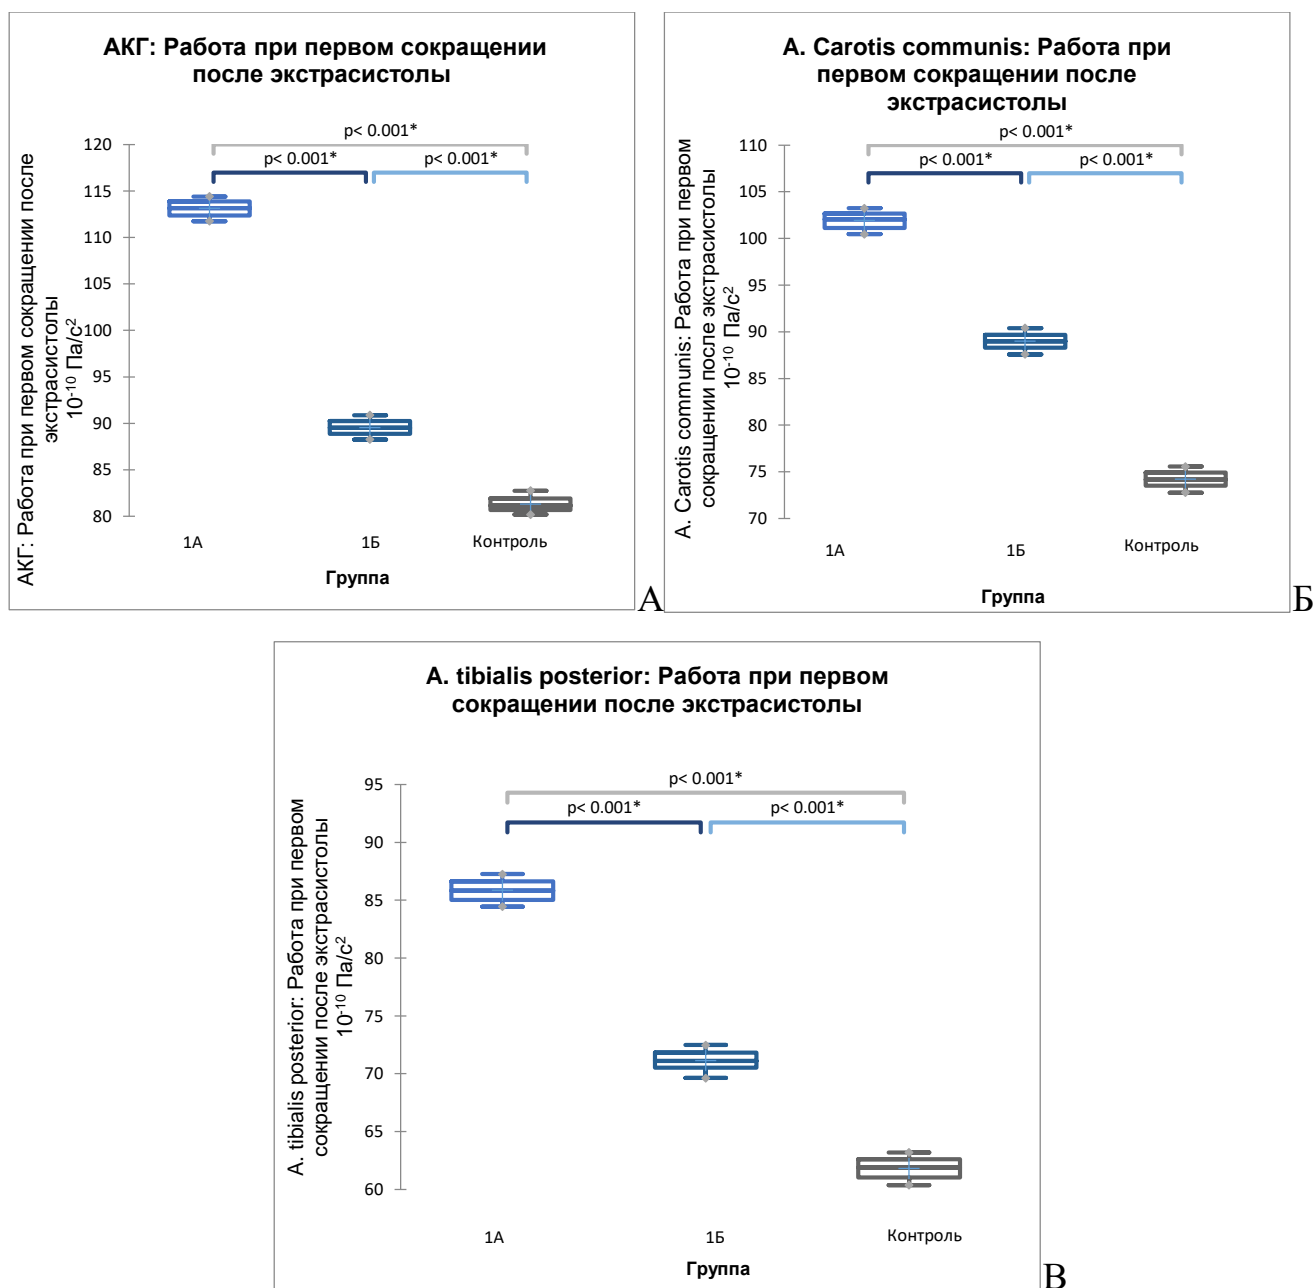 АКГ: Работа при первом сокращении
после экстрасистолы
АКГ: Работа при первом сокращении после
экстрасистолы
10⁻¹⁰ Па/с²
120
115
110
105
100
95
90
85
80
p< 0.001*
p< 0.001*
p< 0.001*
1А
1Б
Контроль
Группа
А
A. Carotis communis: Работа при
первом сокращении после
экстрасистолы
A. Carotis communis: Работа при первом
сокращении после экстрасистолы
10⁻¹⁰ Па/с²
110
105
100
95
90
85
80
75
70
p< 0.001*
p< 0.001*
p< 0.001*
1А
1Б
Контроль
Группа
Б
A. tibialis posterior: Работа при первом
сокращении после экстрасистолы
A. tibialis posterior: Работа при первом
сокращении после экстрасистолы
10⁻¹⁰ Па/с²
95
90
85
80
75
70
65
60
p< 0.001*
p< 0.001*
p< 0.001*
1А
1Б
Контроль
Группа
В